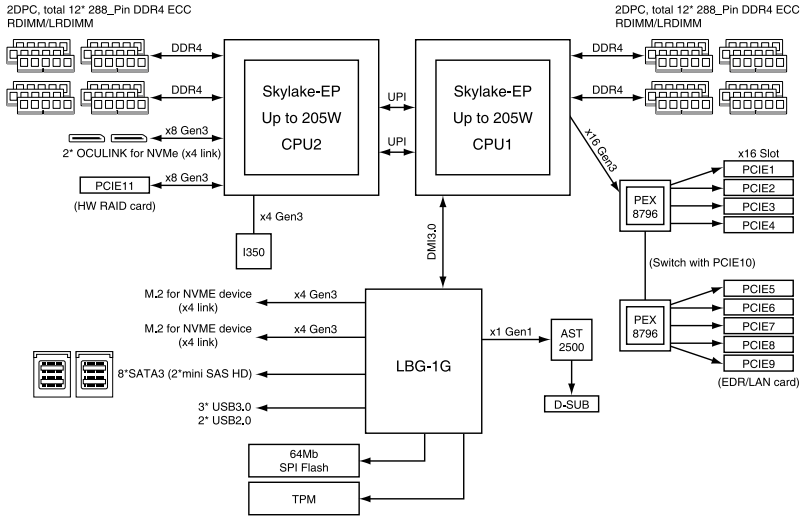 2DPC, total 12* 288_Pin DDR4 ECC
RDIMM/LRDIMM
2DPC, total 12* 288_Pin DDR4 ECC
RDIMM/LRDIMM
DDR4
DDR4
Skylake-EP
Up to 205W
CPU2
UPI
UPI
Skylake-EP
Up to 205W
CPU1
DDR4
DDR4
x8 Gen3
2* OCULINK for NVMe (x4 link)
PCIE11
x8 Gen3
(HW RAID card)
x4 Gen3
I350
DMI3.0
x16 Gen3
x16 Slot
PEX
8796
PCIE1
PCIE2
PCIE3
PCIE4
(Switch with PCIE10)
PEX
8796
PCIE5
PCIE6
PCIE7
PCIE8
PCIE9
(EDR/LAN card)
M.2 for NVME device
(x4 link)
x4 Gen3
M.2 for NVME device
(x4 link)
x4 Gen3
LBG-1G
x1 Gen1
AST
2500
D-SUB
8*SATA3 (2*mini SAS HD)
3* USB3.0
2* USB2.0
64Mb
SPI Flash
TPM